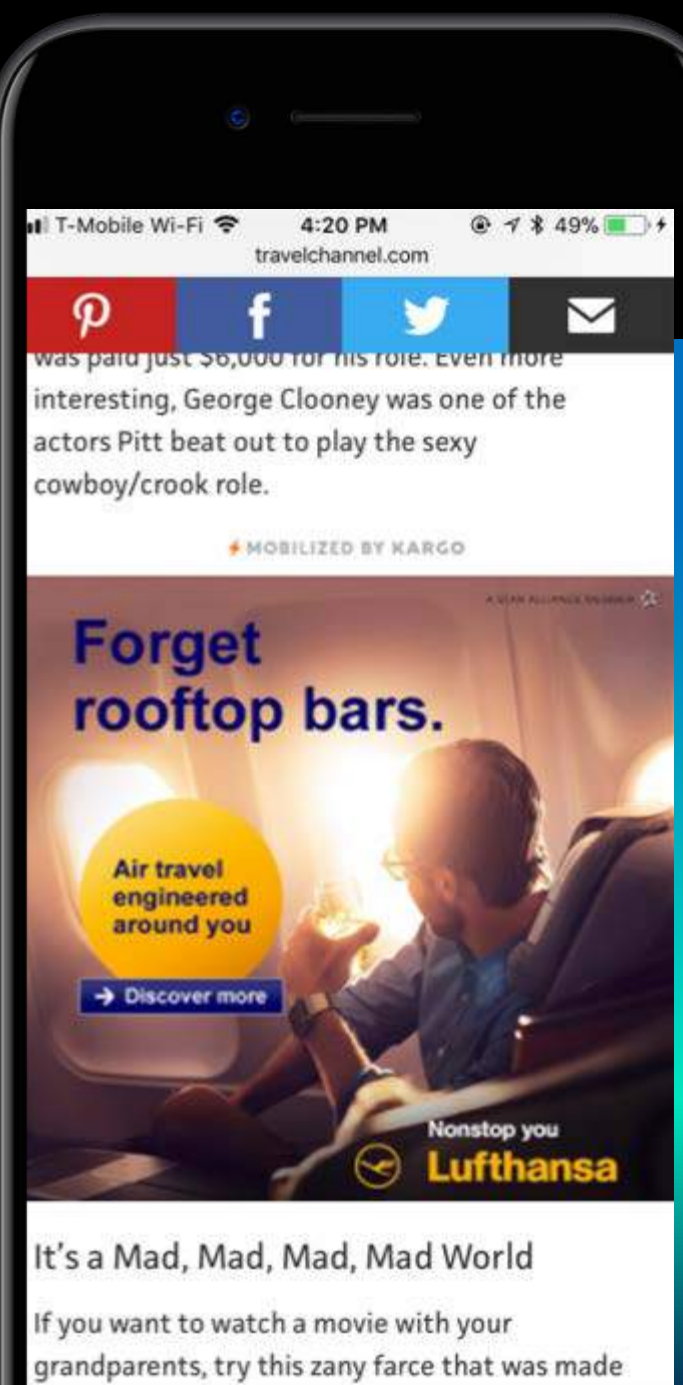 T-Mobile Wi-Fi 4:20 PM 49%
travelchannel.com
was paid just $6,000 for his role. Even more
interesting, George Clooney was one of the
actors Pitt beat out to play the sexy
cowboy/crook role.
MOBILIZED BY KARGO
A STAR ALLIANCE MEMBER
Forget
rooftop bars.
Air travel
engineered
around you
→ Discover more
Nonstop you
Lufthansa
It's a Mad, Mad, Mad, Mad World
If you want to watch a movie with your
grandparents, try this zany farce that was made